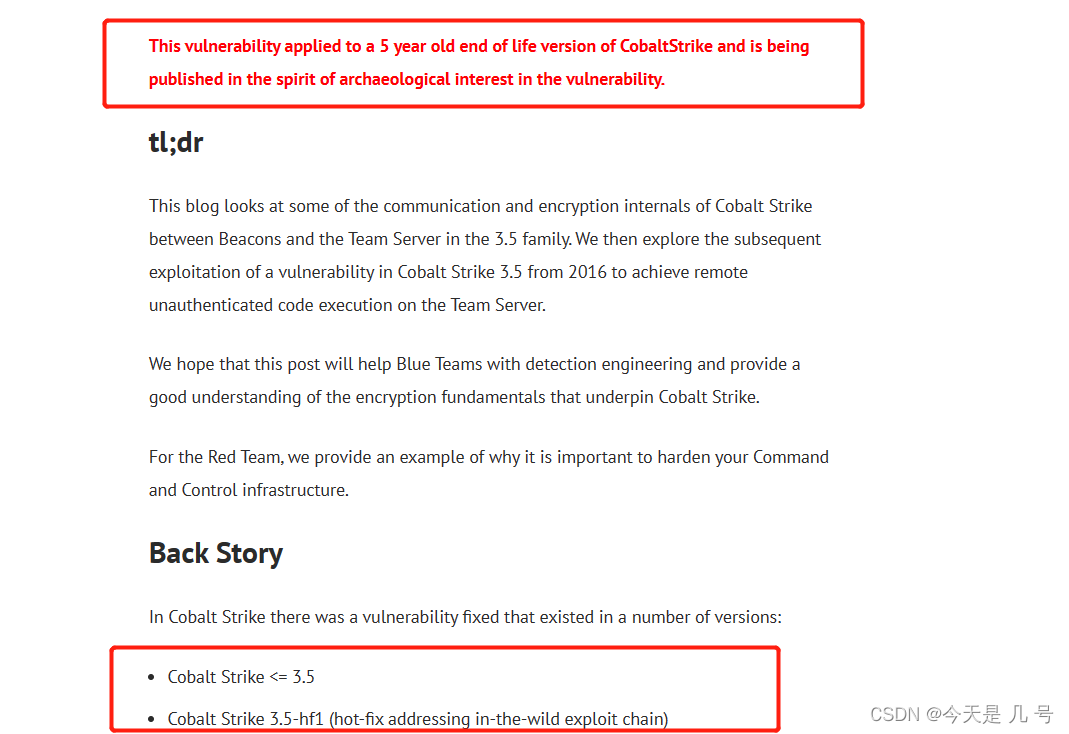 This vulnerability applied to a 5 year old end of life version of CobaltStrike and is being
published in the spirit of archaeological interest in the vulnerability.
tl;dr
This blog looks at some of the communication and encryption internals of Cobalt Strike
between Beacons and the Team Server in the 3.5 family. We then explore the subsequent
exploitation of a vulnerability in Cobalt Strike 3.5 from 2016 to achieve remote
unauthenticated code execution on the Team Server.
We hope that this post will help Blue Teams with detection engineering and provide a
good understanding of the encryption fundamentals that underpin Cobalt Strike.
For the Red Team, we provide an example of why it is important to harden your Command
and Control infrastructure.
Back Story
In Cobalt Strike there was a vulnerability fixed that existed in a number of versions:
• Cobalt Strike <= 3.5
• Cobalt Strike 3.5-hf1 (hot-fix addressing in-the-wild exploit chain)
CSDN @今天是 几 号